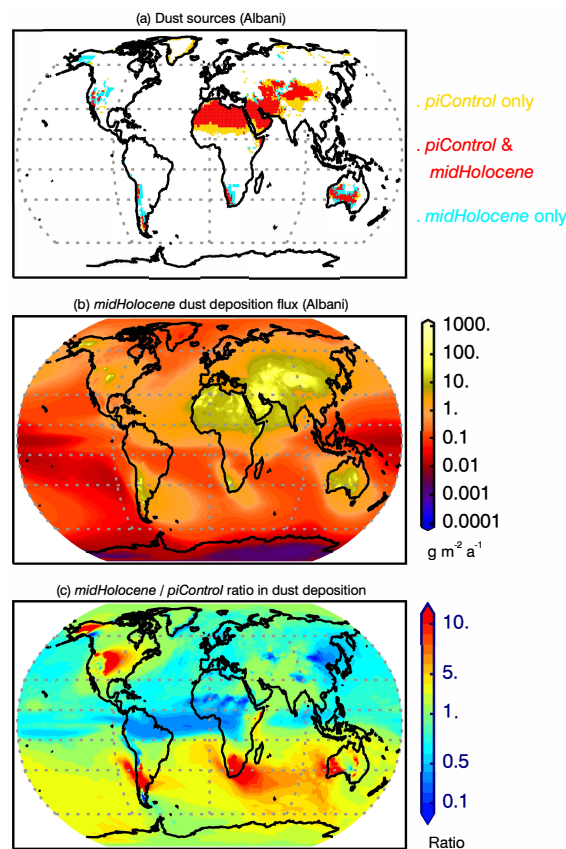 (a) Dust sources (Albani)
. piControl only
. piControl &
midHolocene
. midHolocene only
(b) midHolocene dust deposition flux (Albani)
1000.
100.
10.
1.
0.1
0.01
0.001
0.0001
g m⁻² a⁻¹
(c) midHolocene / piControl ratio in dust deposition
10.
5.
1.
0.5
0.1
Ratio